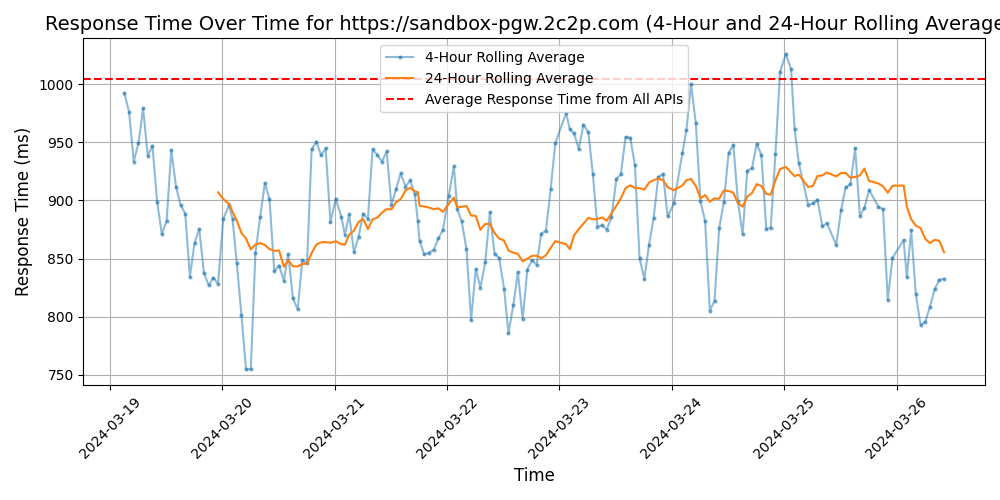 Response Time Over Time for https://sandbox-pgw.2c2p.com (4-Hour and 24-Hour Rolling Average
4-Hour Rolling Average
24-Hour Rolling Average
Average Response Time from All APIs
Response Time (ms)
1000
950
900
850
800
750
2024-03-19
2024-03-20
2024-03-21
2024-03-22
2024-03-23
2024-03-24
2024-03-25
2024-03-26
Time